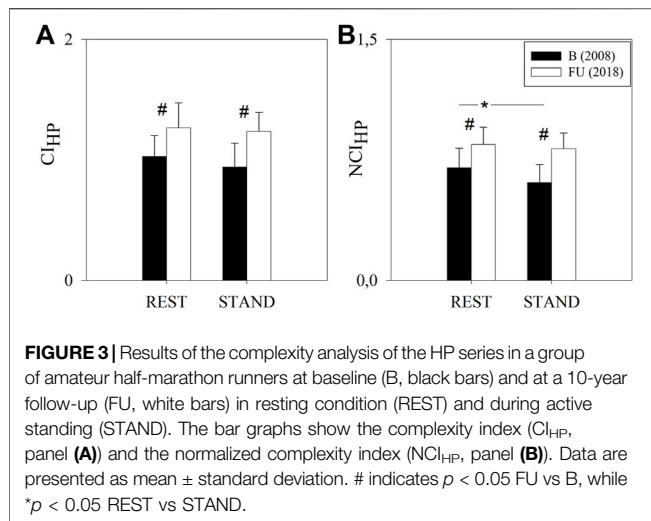 A
2
CI_HP
0
#
#
REST
STAND
B
1,5
NCI_HP
0,0
B (2008)
FU (2018)
*
#
#
REST
STAND
FIGURE 3 | Results of the complexity analysis of the HP series in a group
of amateur half-marathon runners at baseline (B, black bars) and at a 10-year
follow-up (FU, white bars) in resting condition (REST) and during active
standing (STAND). The bar graphs show the complexity index (CI_HP,
panel (A)) and the normalized complexity index (NCI_HP, panel (B)). Data are
presented as mean ± standard deviation. # indicates p < 0.05 FU vs B, while
*p < 0.05 REST vs STAND.